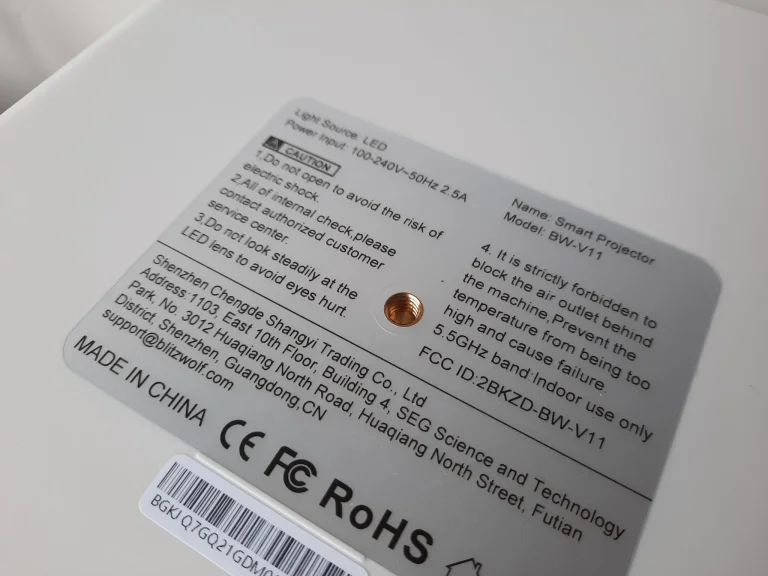 Light Source: LED
Power Input: 100-240V~50Hz 2.5A
CAUTION
1.Do not open to avoid the risk of
electric shock.
2.All of internal check,please
contact authorized customer
service center.
3.Do not look steadily at the
LED lens to avoid eyes hurt.
Name: Smart Projector
Model: BW-V11
4. It is strictly forbidden to
block the air outlet behind
the machine,Prevent the
temperature from being too
high and cause failure.
5.5GHz band:Indoor use only
FCC ID:2BKZD-BW-V11
Shenzhen Chengde Shangyi Trading Co., Ltd
Address:1103, East 10th Floor, Building 4, SEG Science and Technology
Park, No. 3012 Huaqiang North Road, Huaqiang North Street, Futian
District, Shenzhen, Guangdong,CN
support@blitzwolf.com
MADE IN CHINA
CE FC RoHS
BGKJ Q7GQ21GDM0